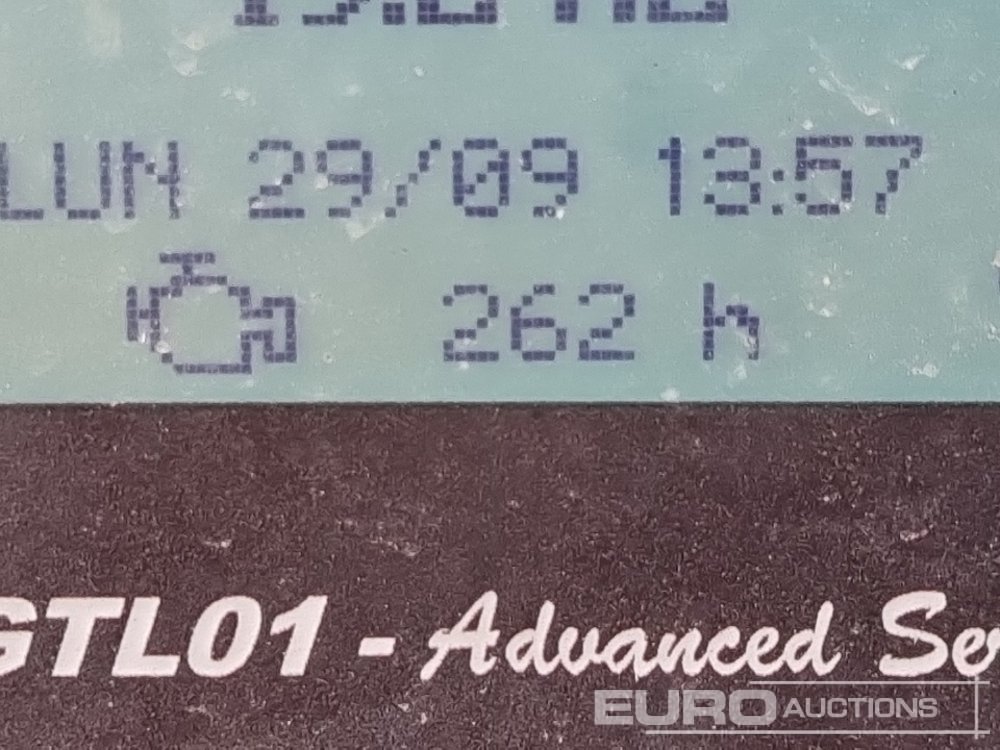 LUN 29/09 13:57
262 h
GTL01 - Advanced Se
EURO AUCTIONS